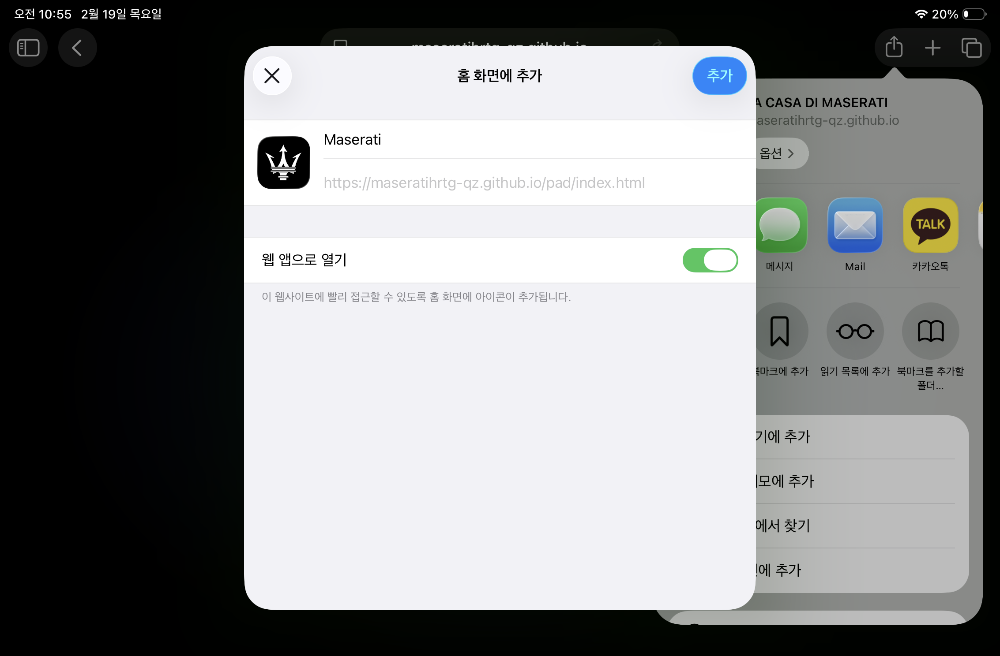 오전 10:55 2월 19일 목요일
20%
홈 화면에 추가
추가
Maserati
https://maseratihrtg-qz.github.io/pad/index.html
웹 앱으로 열기
이 웹사이트에 빨리 접근할 수 있도록 홈 화면에 아이콘이 추가됩니다.
CASA DI MASERATI
aseratihrtg-qz.github.io
옵션
TALK
메시지
Mail
카카오톡
북마크에 추가
읽기 목록에 추가
북마크를 추가할
폴더...
기에 추가
모에 추가
에서 찾기
에 추가